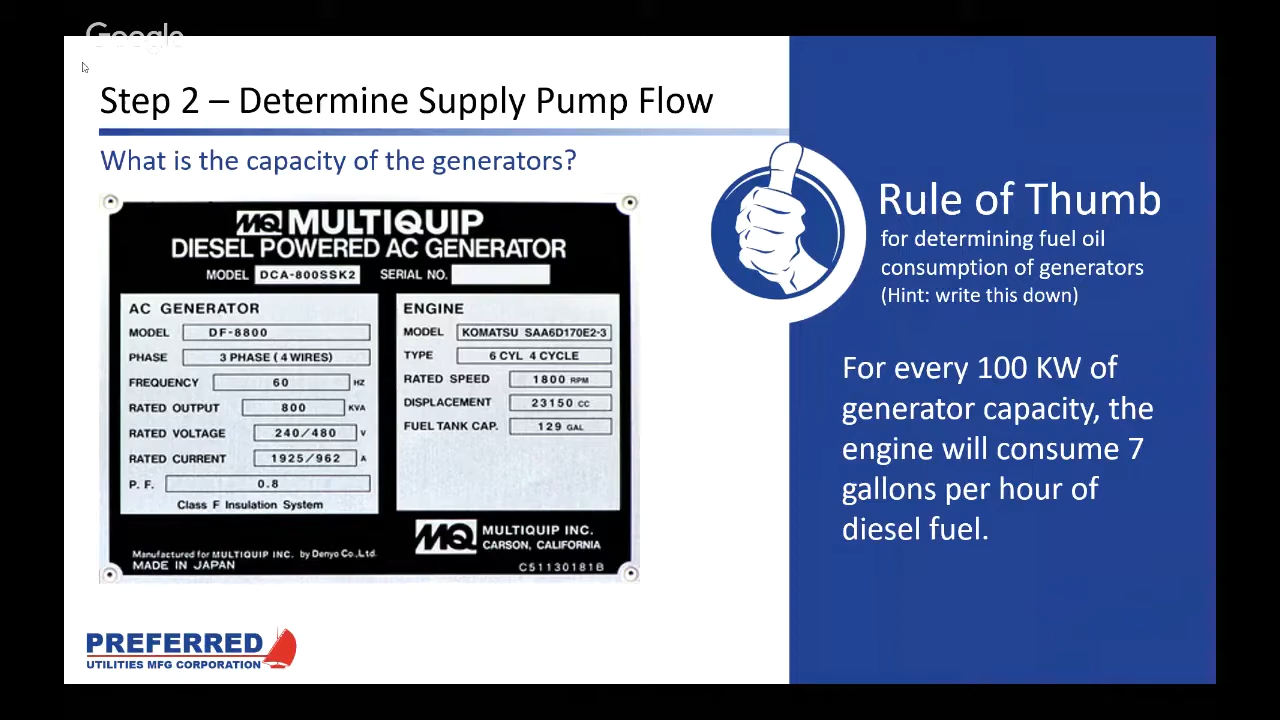 Google
Step 2 – Determine Supply Pump Flow
What is the capacity of the generators?
MQ MULTIQUIP
DIESEL POWERED AC GENERATOR
MODEL DCA-800SSK2 SERIAL NO.
AC GENERATOR
MODEL DF-8800
PHASE 3 PHASE ( 4 WIRES)
FREQUENCY 60 HZ
RATED OUTPUT 800 KVA
RATED VOLTAGE 240/480 V
RATED CURRENT 1925/962 A
P. F. 0.8
Class F Insulation System
ENGINE
MODEL KOMATSU SAA6D170E2-3
TYPE 6 CYL 4 CYCLE
RATED SPEED 1800 RPM
DISPLACEMENT 23150 CC
FUEL TANK CAP. 129 GAL
Manufactured for MULTIQUIP INC. by Denyo Co., Ltd.
MADE IN JAPAN
MQ MULTIQUIP INC.
CARSON, CALIFORNIA
C51130181B
Rule of Thumb
for determining fuel oil
consumption of generators
(Hint: write this down)
For every 100 KW of
generator capacity, the
engine will consume 7
gallons per hour of
diesel fuel.
PREFERRED
UTILITIES MFG CORPORATION